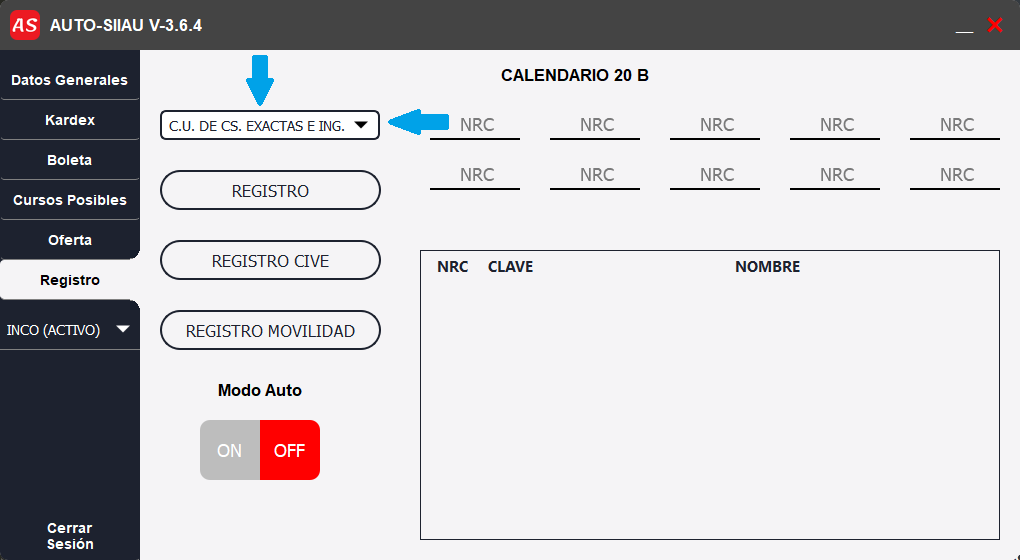 AS AUTO-SIIAU V-3.6.4
Datos Generales
Kardex
Boleta
Cursos Posibles
Oferta
Registro
INCO (ACTIVO)
Cerrar
Sesión
CALENDARIO 20 B
C.U. DE CS. EXACTAS E ING.
NRC NRC NRC NRC NRC
NRC NRC NRC NRC NRC
REGISTRO
REGISTRO CIVE
REGISTRO MOVILIDAD
Modo Auto
ON OFF
NRC CLAVE NOMBRE